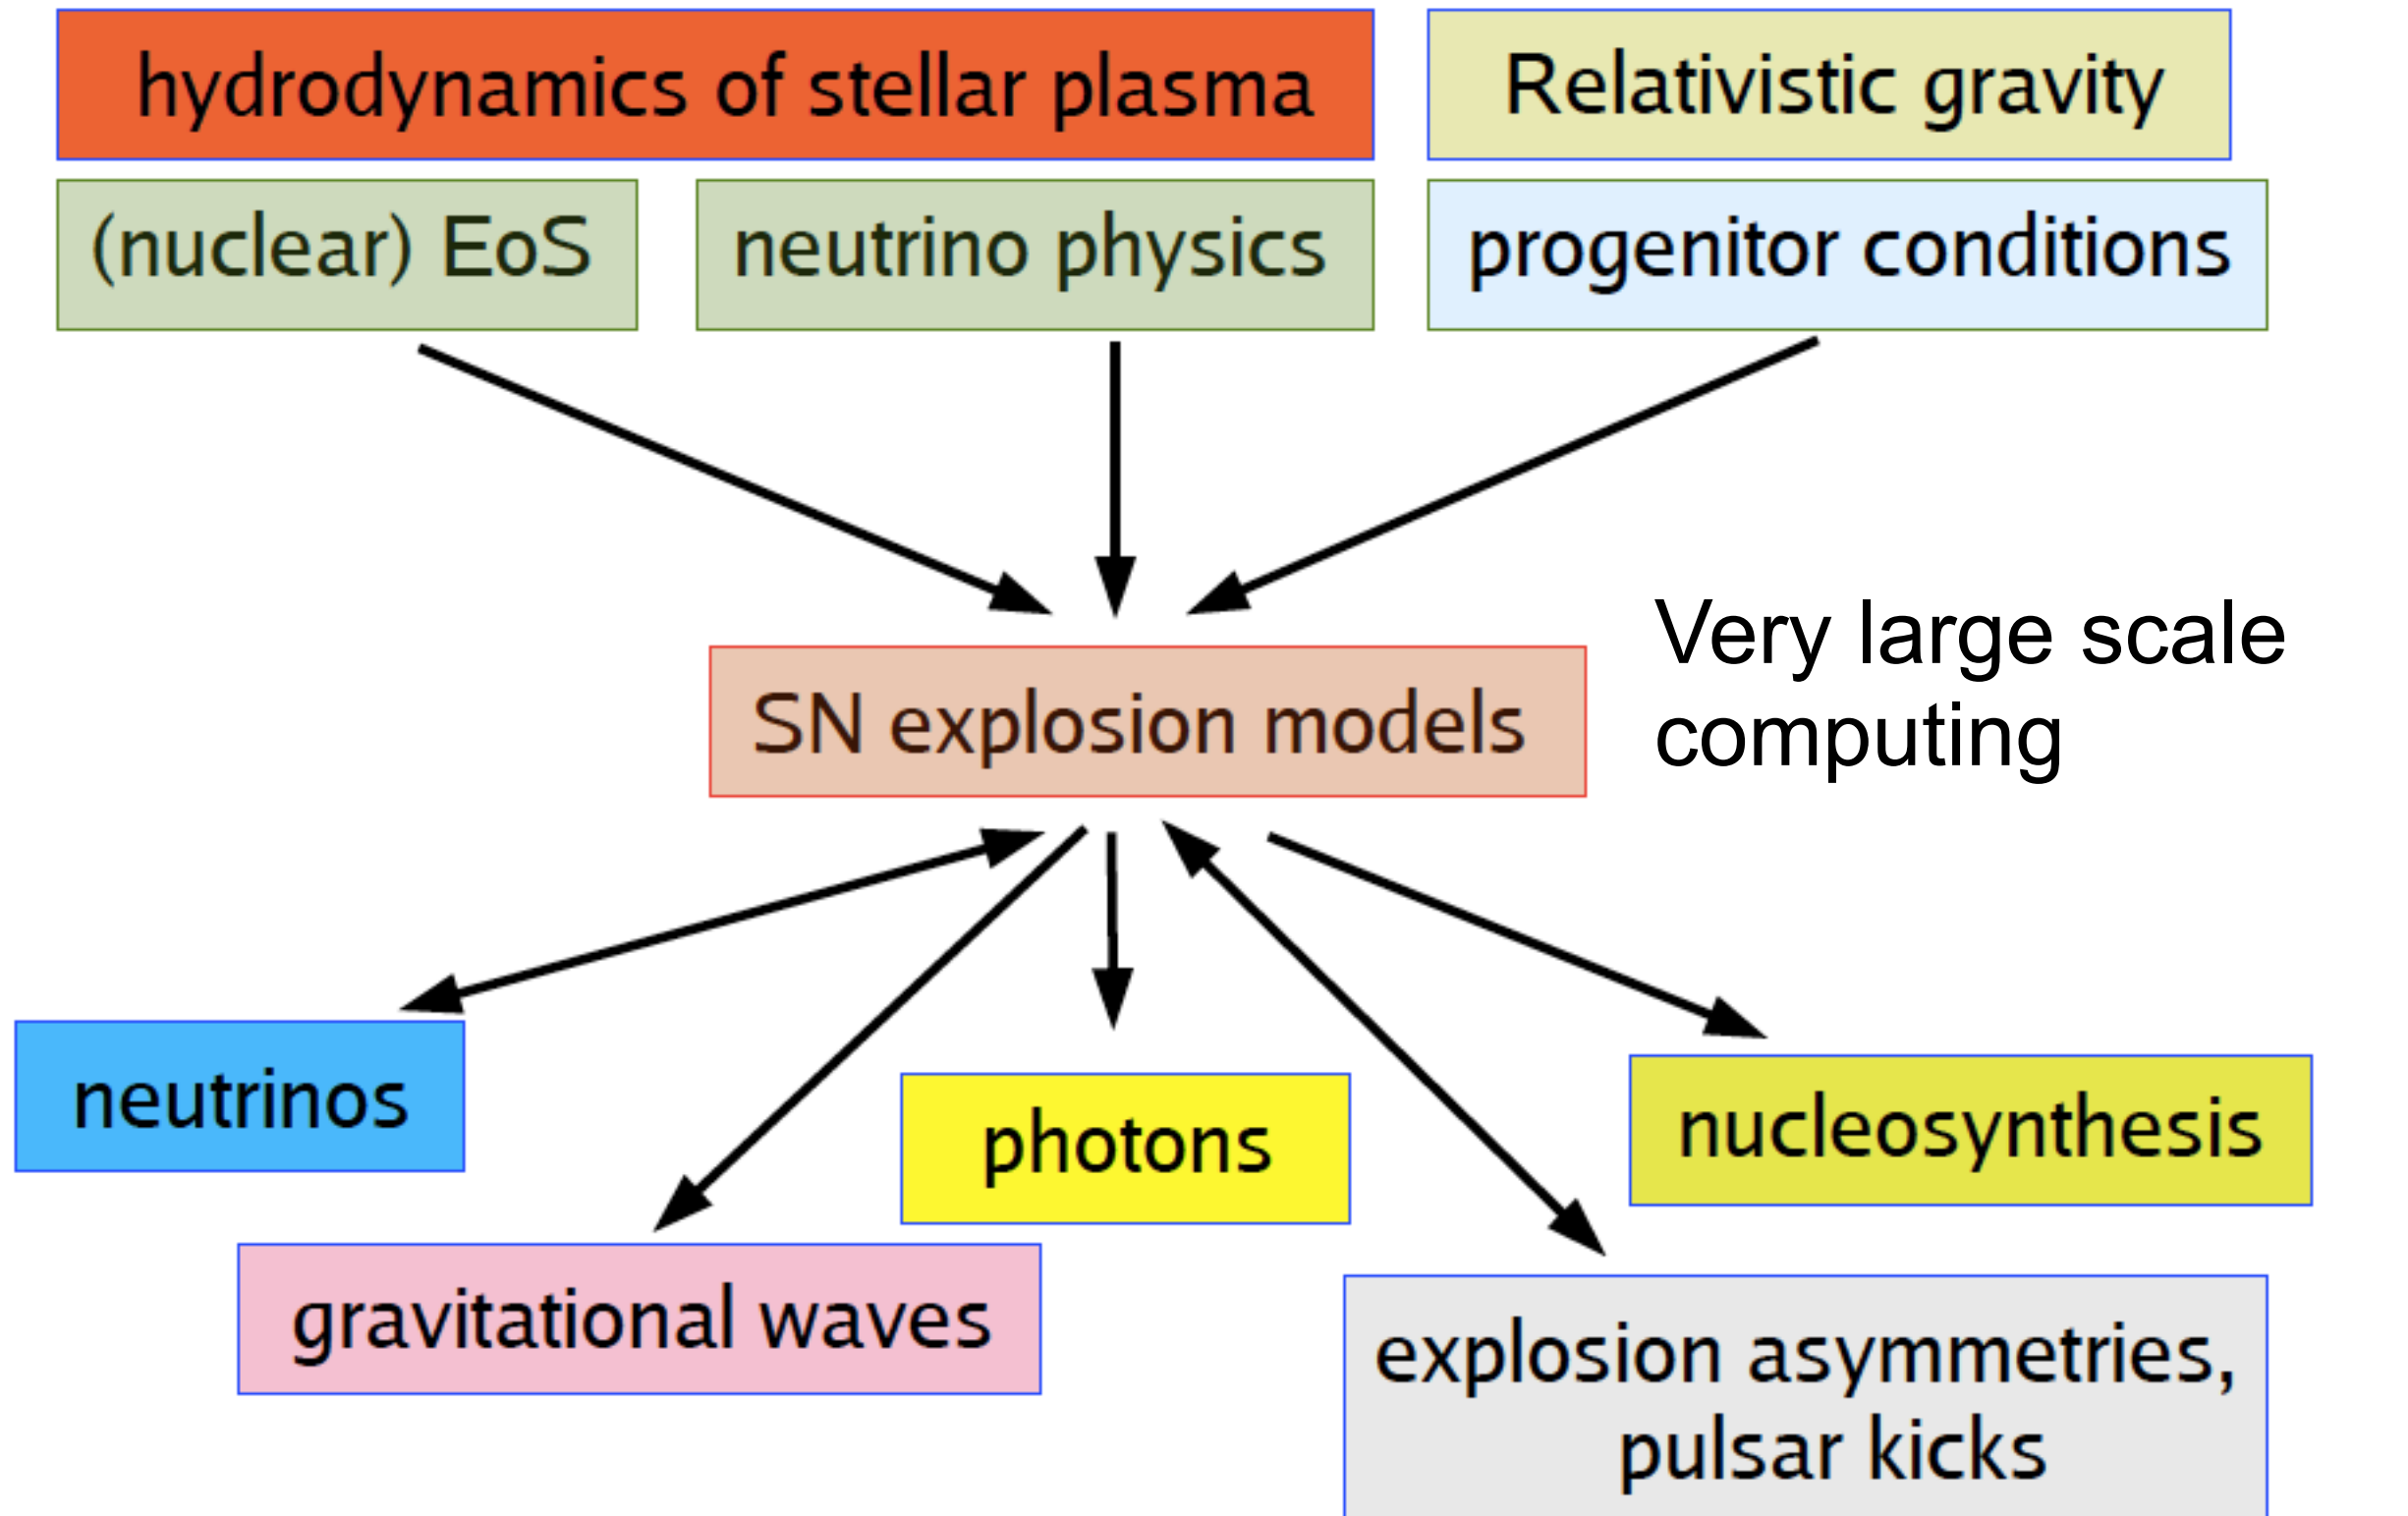 hydrodynamics of stellar plasma
Relativistic gravity
(nuclear) EoS
neutrino physics
progenitor conditions
SN explosion models
Very large scale
computing
neutrinos
photons
nucleosynthesis
gravitational waves
explosion asymmetries,
pulsar kicks